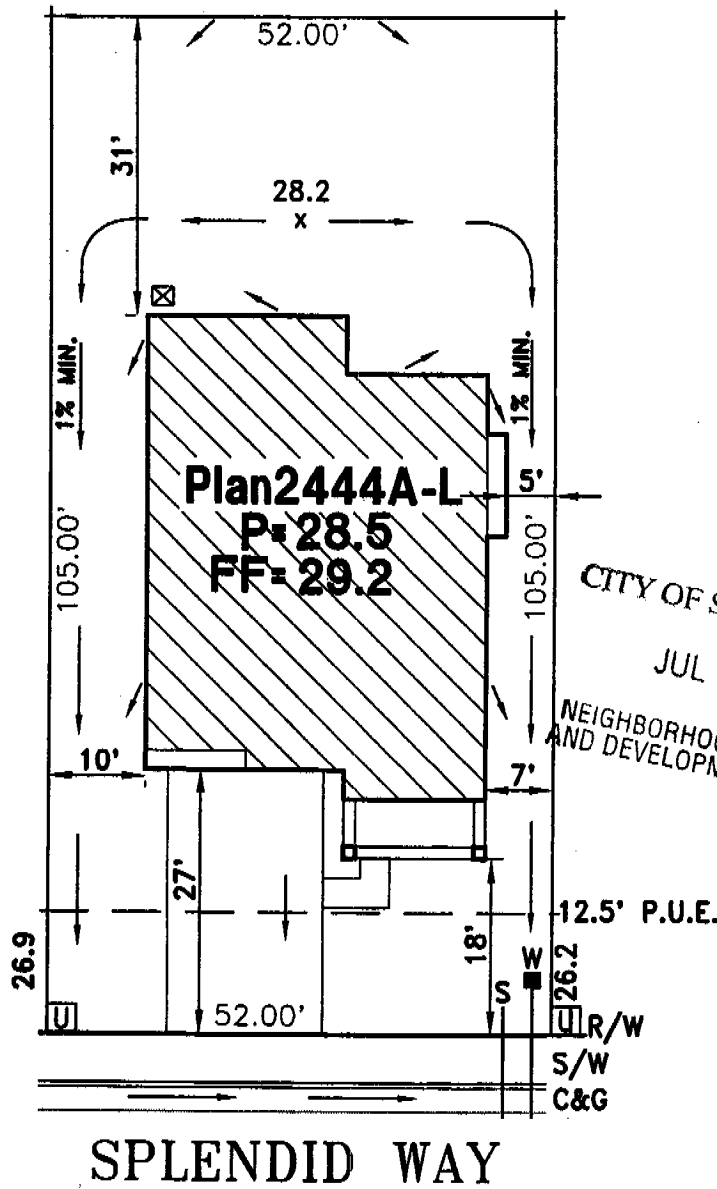 52.00'
31'
28.2
x
1% MIN.
1% MIN.
Plan2444A-L
5'
P=28.5
FF=29.2
105.00'
105.00'
CITY OF S
JUL
NEIGHBORHOO
AND DEVELOPM
10'
7'
27'
18'
12.5' P.U.E.
26.9
W
26.2
S
U
52.00'
U
R/W
S/W
C&G
SPLENDID WAY